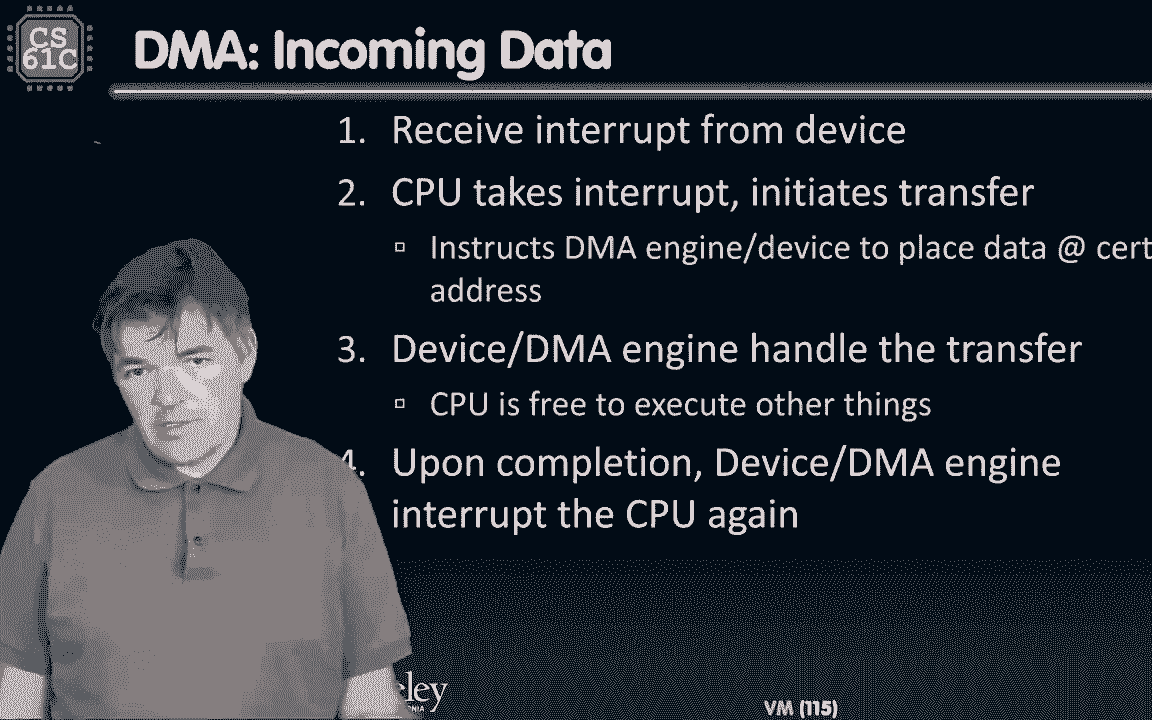 CS
61C
DMA: Incoming Data
1. Receive interrupt from device
2. CPU takes interrupt, initiates transfer
▫ Instructs DMA engine/device to place data @ cert
address
3. Device/DMA engine handle the transfer
▫ CPU is free to execute other things
4. Upon completion, Device/DMA engine
interrupt the CPU again
VM (115)